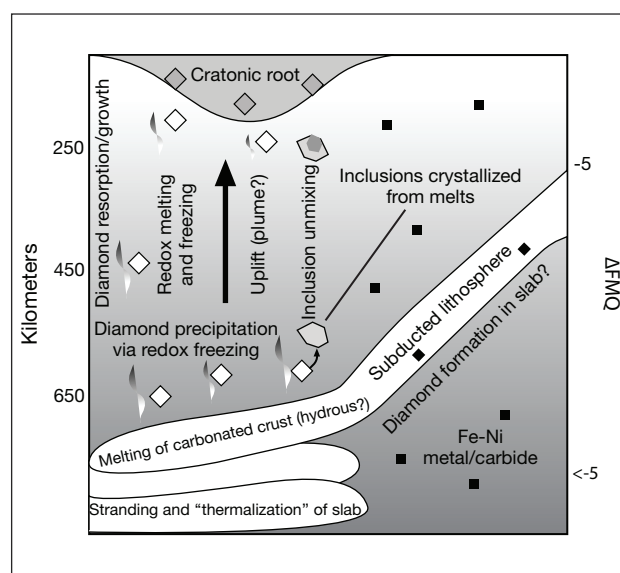 Cratonic root
Diamond resorption/growth
250
-5
Redox melting
and freezing
Uplift (plume?)
Inclusion unmixing
Inclusions crystallized
from melts
Kilometers
450
ΔFMQ
Subducted lithosphere
Diamond precipitation
via redox freezing
Diamond formation in slab?
650
Melting of carbonated crust (hydrous?)
Fe-Ni
metal/carbide
<-5
Stranding and “thermalization” of slab